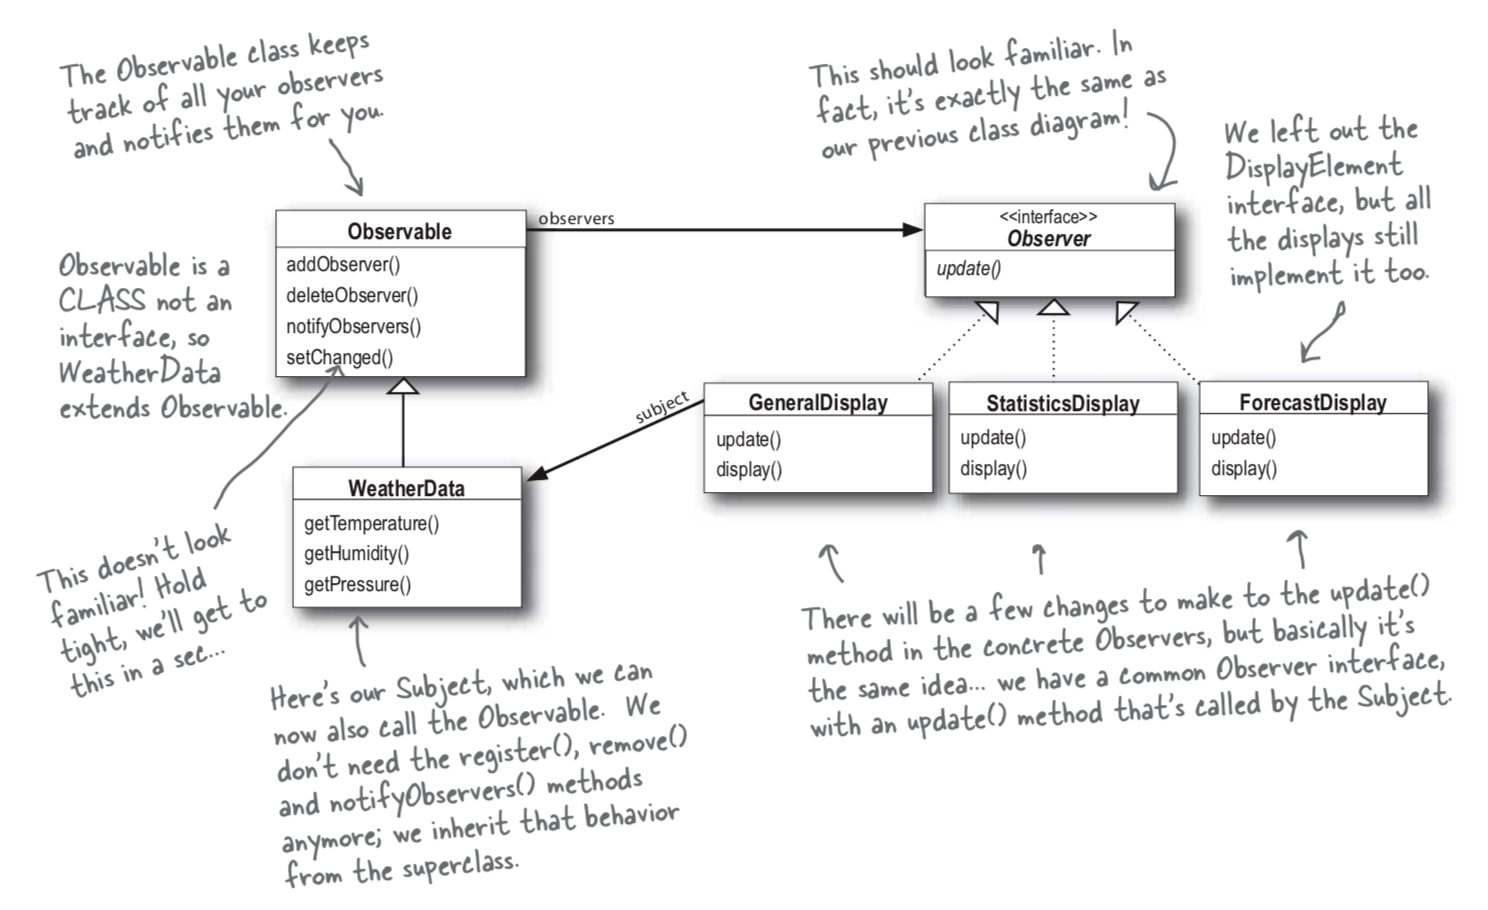 The Observable class keeps
track of all your observers
and notifies them for you.
This should look familiar. In
fact, it's exactly the same as
our previous class diagram!
We left out the
DisplayElement
interface, but all
the displays still
implement it too.
Observable is a
CLASS not an
interface, so
WeatherData
extends Observable.
Observable
addObserver()
deleteObserver()
notifyObservers()
setChanged()
observers
<<interface>>
Observer
update()
subject
GeneralDisplay
update()
display()
StatisticsDisplay
update()
display()
ForecastDisplay
update()
display()
WeatherData
getTemperature()
getHumidity()
getPressure()
This doesn't look
familiar! Hold
tight, we'll get to
this in a sec...
Here's our Subject, which we can
now also call the Observable. We
don't need the register(), remove()
and notifyObservers() methods
anymore; we inherit that behavior
from the superclass.
There will be a few changes to make to the update()
method in the concrete Observers, but basically it's
the same idea... we have a common Observer interface,
with an update() method that's called by the Subject.